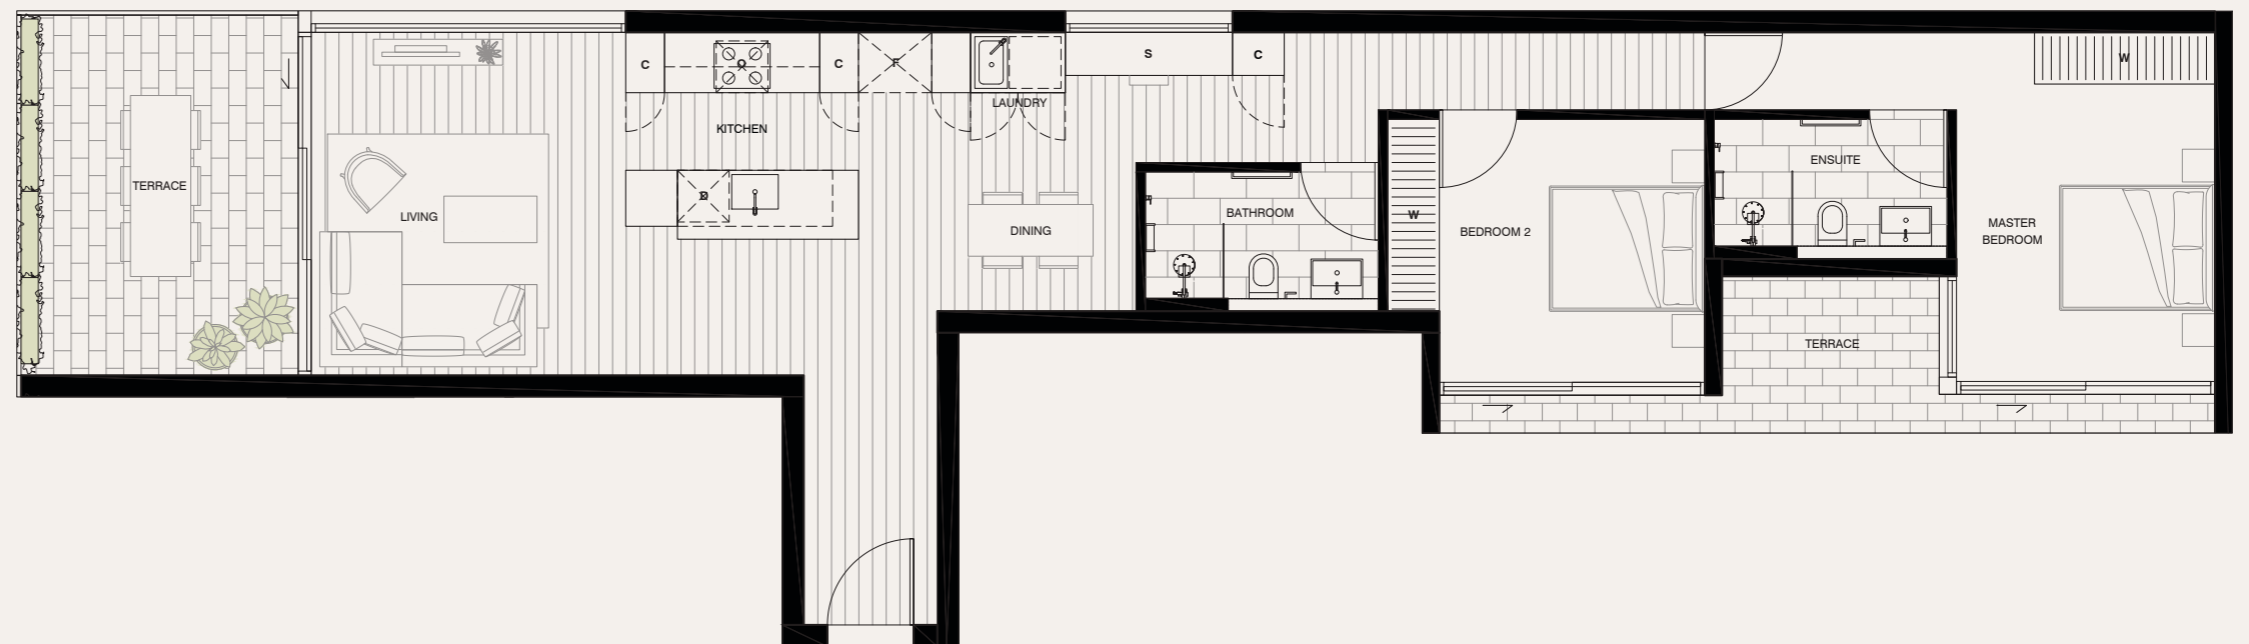 S
C
C
O
C
F
W
LAUNDRY
KITCHEN
ENSUITE
TERRACE
D
LIVING
BATHROOM
W
MASTER
BEDROOM
DINING
BEDROOM 2
TERRACE